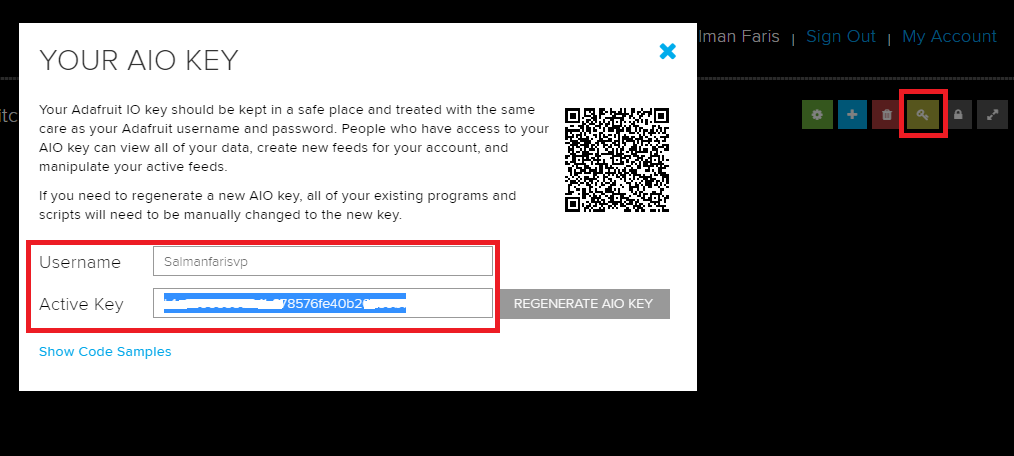 lman Faris | Sign Out | My Account
YOUR AIO KEY
Your Adafruit IO key should be kept in a safe place and treated with the same
care as your Adafruit username and password. People who have access to your
AIO key can view all of your data, create new feeds for your account, and
manipulate your active feeds.
If you need to regenerate a new AIO key, all of your existing programs and
scripts will need to be manually changed to the new key.
Username Salmanfarisvp
Active Key REGENERATE AIO KEY
Show Code Samples